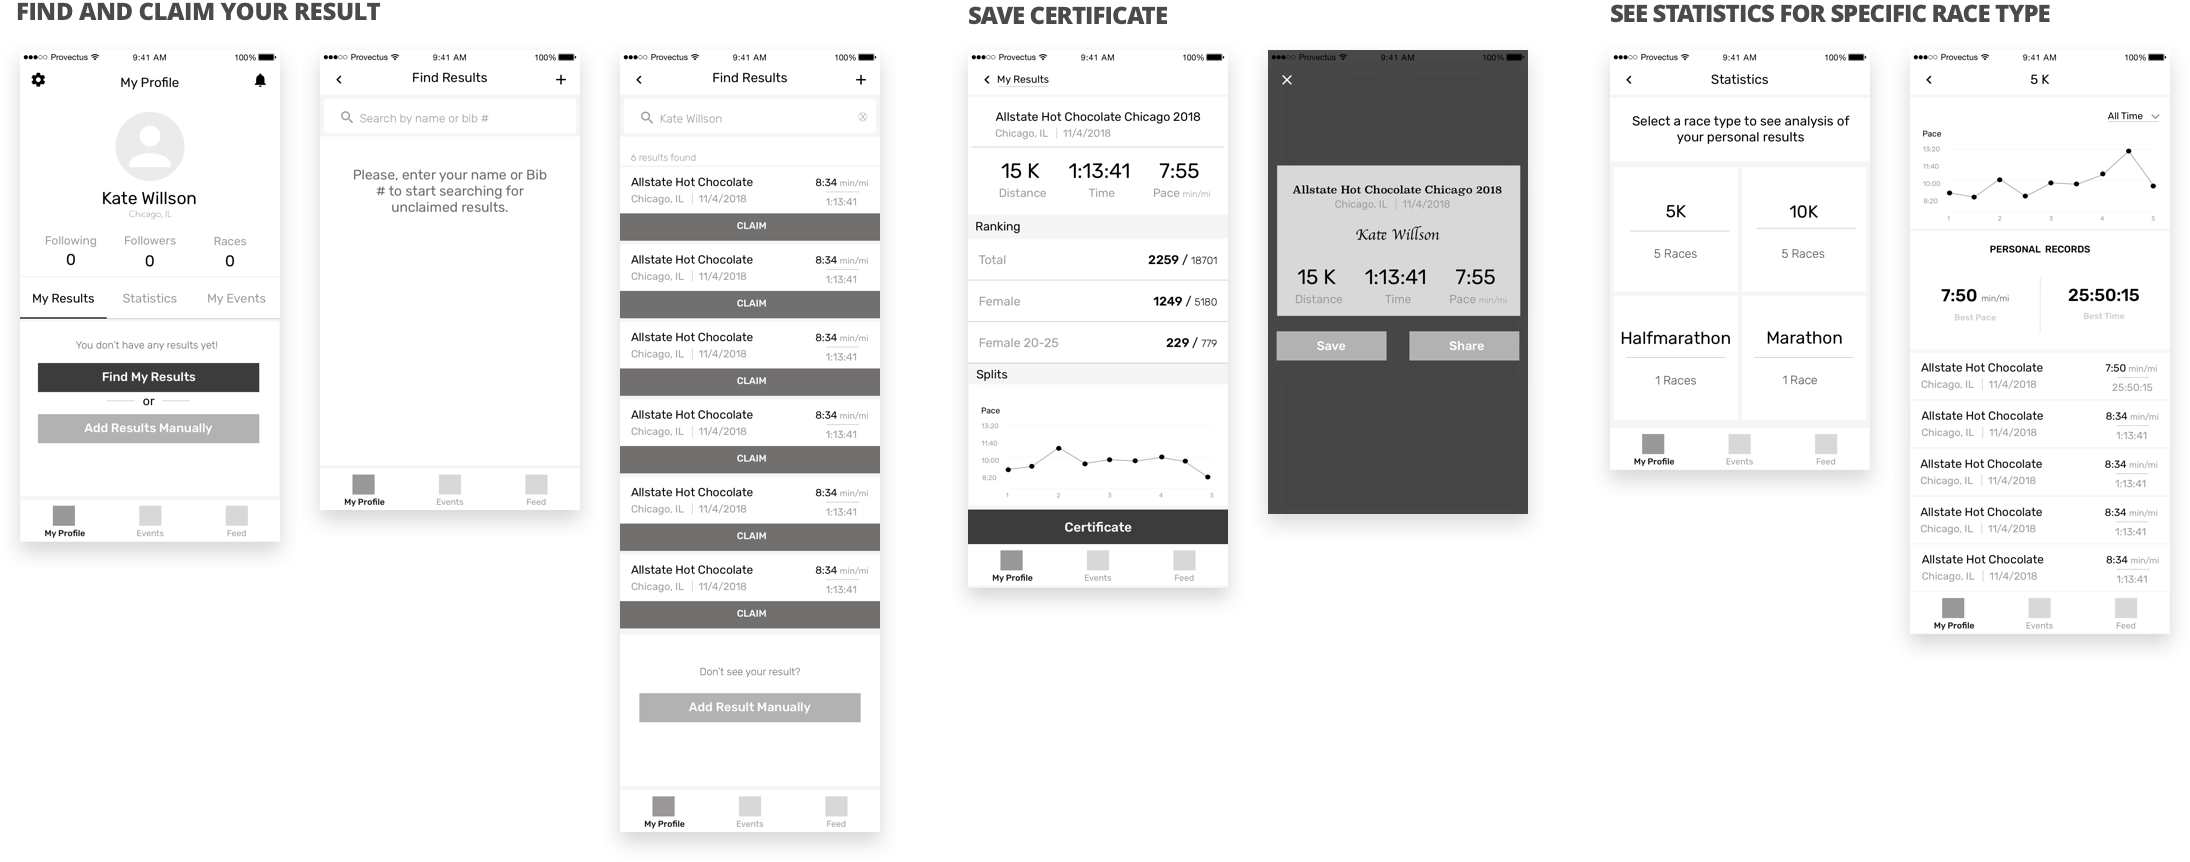 FIND AND CLAIM YOUR RESULT
Provectus 9:41 AM 100%
My Profile
Kate Willson
Chicago, IL
Following Followers Races
0 0 0
My Results Statistics My Events
You don't have any results yet!
Find My Results
or
Add Results Manually
My Profile Events Feed
Provectus 9:41 AM 100%
Find Results
Search by name or bib #
Please, enter your name or Bib
# to start searching for
unclaimed results.
My Profile Events Feed
Provectus 9:41 AM 100%
Find Results
Kate Willson
6 results found
Allstate Hot Chocolate 8:34 min/mi
Chicago, IL | 11/4/2018 1:13:41
CLAIM
Allstate Hot Chocolate 8:34 min/mi
Chicago, IL | 11/4/2018 1:13:41
CLAIM
Allstate Hot Chocolate 8:34 min/mi
Chicago, IL | 11/4/2018 1:13:41
CLAIM
Allstate Hot Chocolate 8:34 min/mi
Chicago, IL | 11/4/2018 1:13:41
CLAIM
Allstate Hot Chocolate 8:34 min/mi
Chicago, IL | 11/4/2018 1:13:41
CLAIM
Allstate Hot Chocolate 8:34 min/mi
Chicago, IL | 11/4/2018 1:13:41
CLAIM
Don't see your result?
Add Result Manually
My Profile Events Feed
SAVE CERTIFICATE
Provectus 9:41 AM 100%
My Results
Allstate Hot Chocolate Chicago 2018
Chicago, IL | 11/4/2018
15 K 1:13:41 7:55
Distance Time Pace min/mi
Ranking
Total 2259 / 18701
Female 1249 / 5180
Female 20-25 229 / 779
Splits
Pace
13:20
11:40
10:00
8:20
1 2 3 4 5
Certificate
My Profile Events Feed
Provectus 9:41 AM 100%
Allstate Hot Chocolate Chicago 2018
Chicago, IL | 11/4/2018
Kate Willson
15 K 1:13:41 7:55
Distance Time Pace min/mi
Save Share
SEE STATISTICS FOR SPECIFIC RACE TYPE
Provectus 9:41 AM 100%
Statistics
Select a race type to see analysis of
your personal results
5K 10K
5 Races 5 Races
Halfmarathon Marathon
1 Races 1 Race
My Profile Events Feed
Provectus 9:41 AM 100%
5 K
All Time
Pace
13:20
11:40
10:00
8:20
1 2 3 4 5
PERSONAL RECORDS
7:50 min/mi 25:50:15
Best Pace Best Time
Allstate Hot Chocolate 7:50 min/mi
Chicago, IL | 11/4/2018 25:50:15
Allstate Hot Chocolate 8:34 min/mi
Chicago, IL | 11/4/2018 1:13:41
Allstate Hot Chocolate 8:34 min/mi
Chicago, IL | 11/4/2018 1:13:41
Allstate Hot Chocolate 8:34 min/mi
Chicago, IL | 11/4/2018 1:13:41
Allstate Hot Chocolate 8:34 min/mi
Chicago, IL | 11/4/2018 1:13:41
My Profile Events Feed